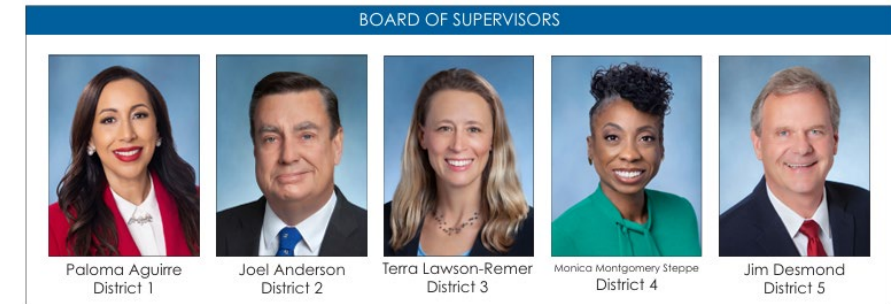 BOARD OF SUPERVISORS
Paloma Aguirre
District 1
Joel Anderson
District 2
Terra Lawson-Remer
District 3
Monica Montgomery Steppe
District 4
Jim Desmond
District 5